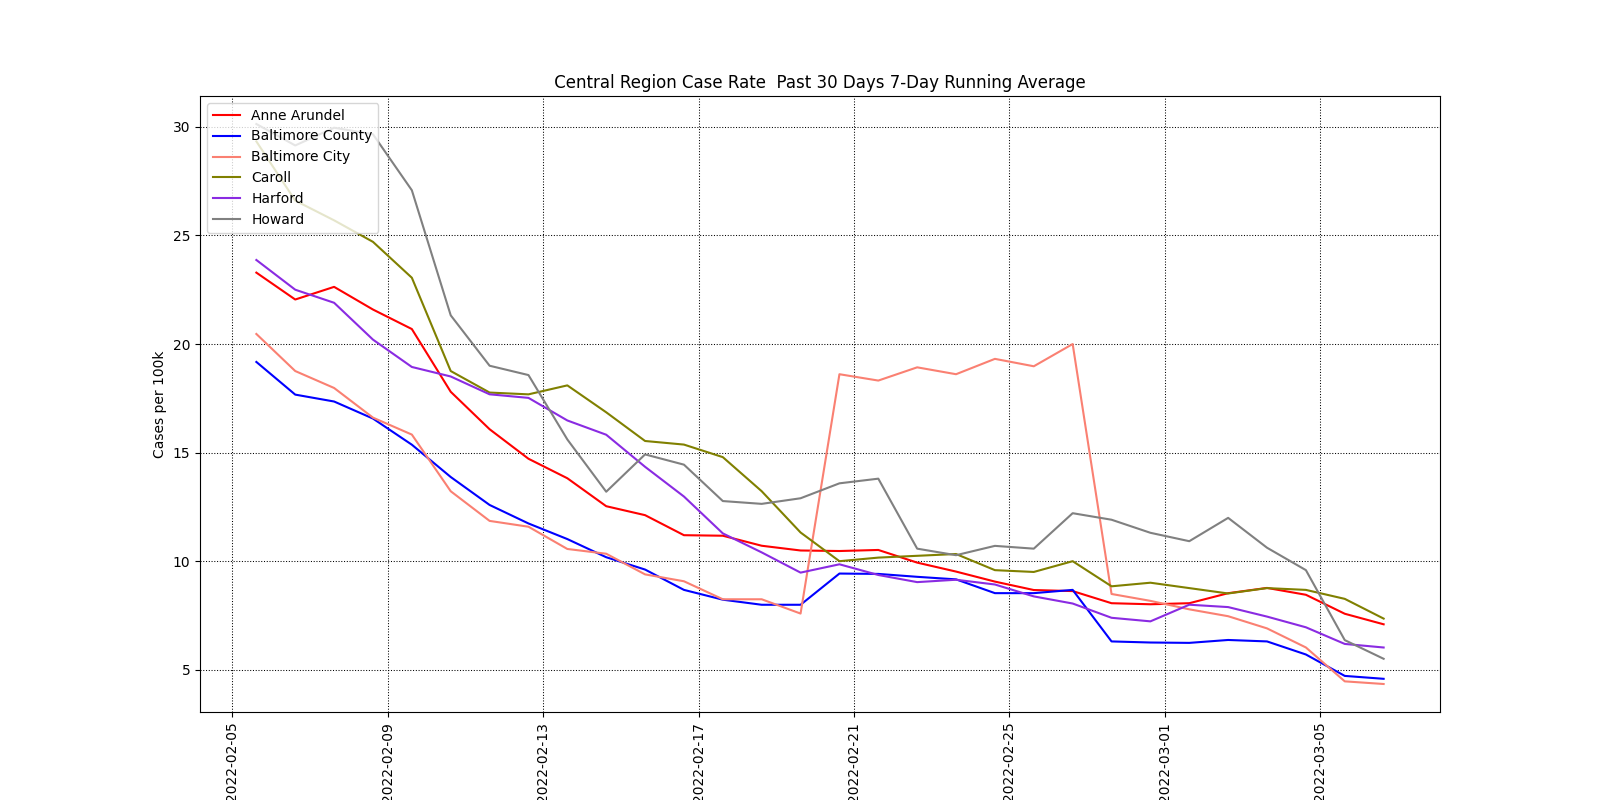 Central Region Case Rate  Past 30 Days 7-Day Running Average
Anne Arundel
Baltimore County
Baltimore City
Caroll
Harford
Howard
Cases per 100k
30
25
20
15
10
5
2022-02-05
2022-02-09
2022-02-13
2022-02-17
2022-02-21
2022-02-25
2022-03-01
2022-03-05